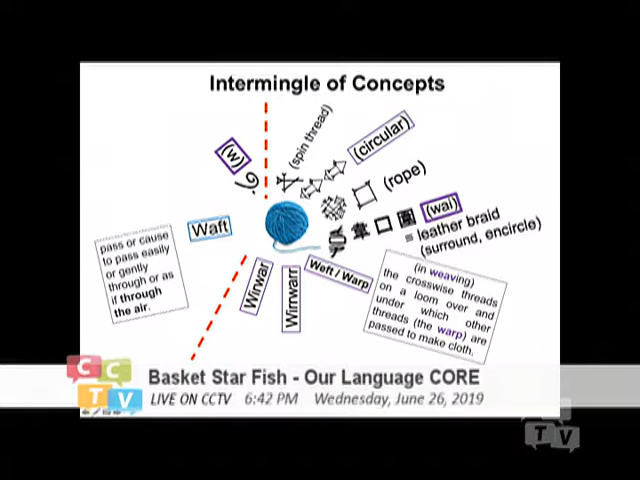 Intermingle of Concepts
(w)
(spin thread)
(circular)
(rope)
(wai)
= leather braid
(surround, encircle)
Waft
pass or cause
to pass easily
or gently
through or as
if through
the air.
Wirwar
Wirrwarr
Weft / Warp
(in weaving)
the crosswise threads
on a loom over and
under which other
threads (the warp) are
passed to make cloth.
Basket Star Fish - Our Language CORE
LIVE ON CCTV 6:42 PM Wednesday, June 26, 2019
CCTV
TV